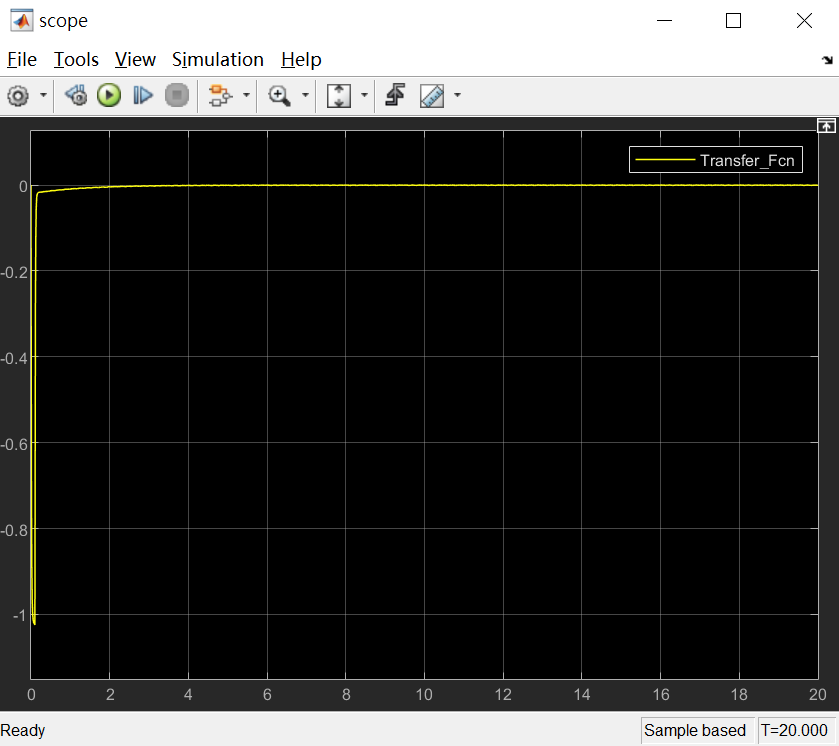 scope
File Tools View Simulation Help
Transfer_Fcn
0
-0.2
-0.4
-0.6
-0.8
-1
0 2 4 6 8 10 12 14 16 18 20
Ready Sample based T=20.000